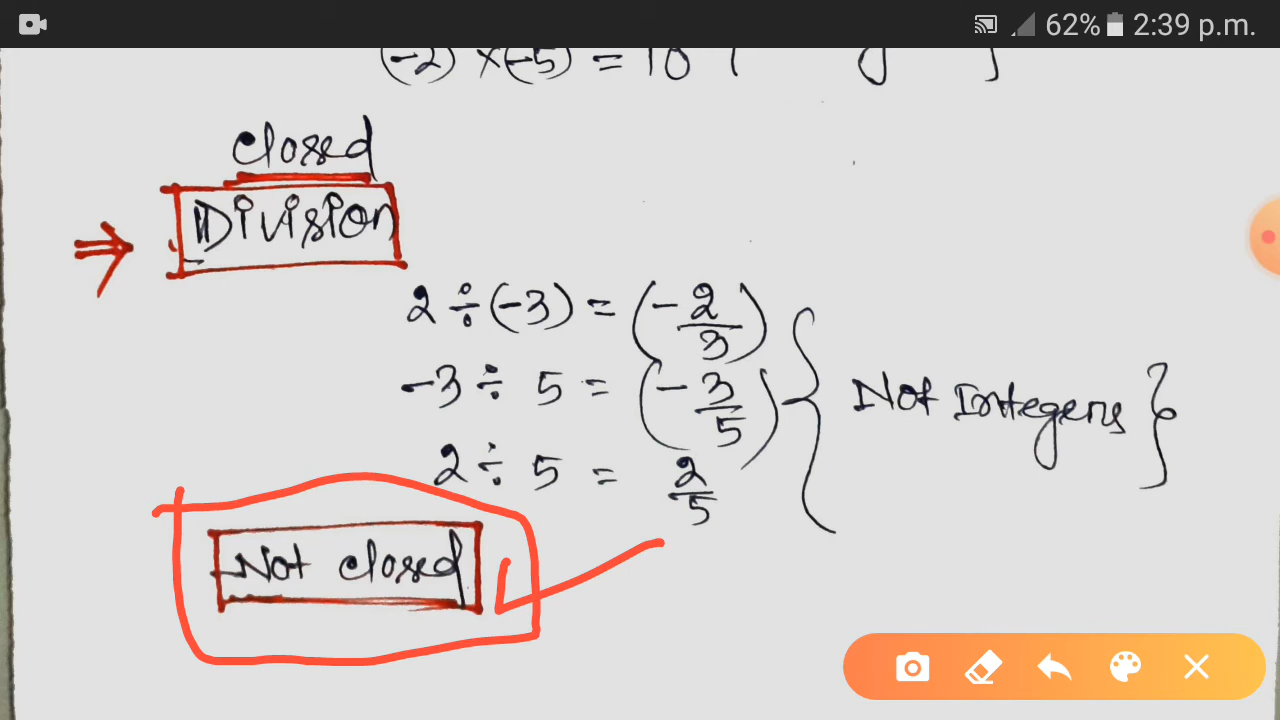 62% 2:39 p.m.
(-2) ×(-5) = 10
closed
Division
2 ÷ (-3) = (-2/3)
-3 ÷ 5 = (-3/5)
Not Integers
2 ÷ 5 = 2/5
Not closed